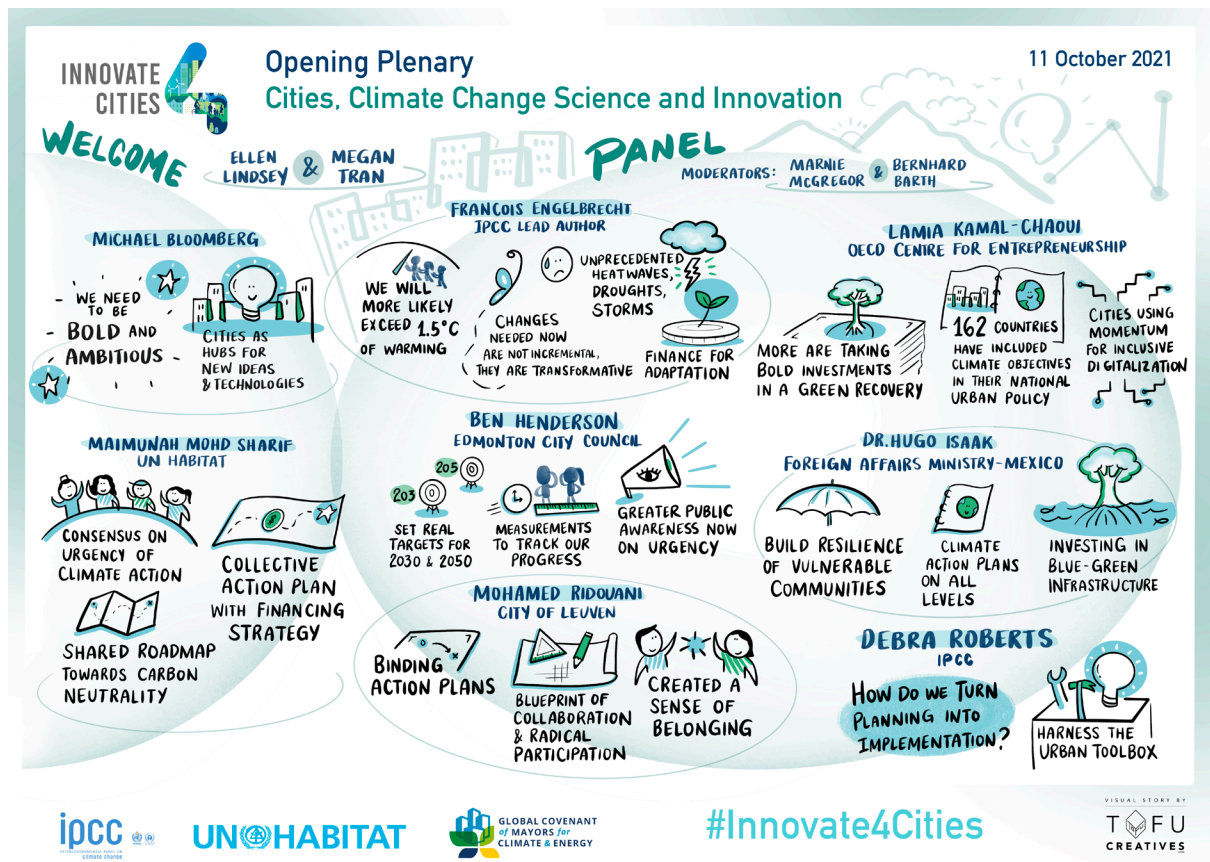 INNOVATE
CITIES
4
Opening Plenary
Cities, Climate Change Science and Innovation
11 October 2021
WELCOME
ELLEN
LINDSEY
&
MEGAN
TRAN
PANEL
MODERATORS:
MARNIE
MCGREGOR
&
BERNHARD
BARTH
MICHAEL BLOOMBERG
WE NEED
TO BE
BOLD AND
AMBITIOUS
CITIES AS
HUBS FOR
NEW IDEAS
& TECHNOLOGIES
MAIMUNAH MOHD SHARIF
UN HABITAT
CONSENSUS ON
URGENCY OF
CLIMATE ACTION
COLLECTIVE
ACTION PLAN
WITH FINANCING
STRATEGY
SHARED ROADMAP
TOWARDS CARBON
NEUTRALITY
FRANCOIS ENGELBRECHT
IPCC LEAD AUTHOR
WE WILL
MORE LIKELY
EXCEED 1.5°C
OF WARMING
CHANGES
NEEDED NOW
ARE NOT INCREMENTAL,
THEY ARE TRANSFORMATIVE
UNPRECEDENTED
HEATWAVES,
DROUGHTS,
STORMS
FINANCE FOR
ADAPTATION
LAMIA KAMAL-CHAOUI
OECD CENTRE FOR ENTREPRENEURSHIP
MORE ARE TAKING
BOLD INVESTMENTS
IN A GREEN RECOVERY
162 COUNTRIES
HAVE INCLUDED
CLIMATE OBJECTIVES
IN THEIR NATIONAL
URBAN POLICY
CITIES USING
MOMENTUM
FOR INCLUSIVE
DIGITALIZATION
BEN HENDERSON
EDMONTON CITY COUNCIL
203
205
SET REAL
TARGETS FOR
2030 & 2050
MEASUREMENTS
TO TRACK OUR
PROGRESS
GREATER PUBLIC
AWARENESS NOW
ON URGENCY
DR. HUGO ISAAK
FOREIGN AFFAIRS MINISTRY-MEXICO
BUILD RESILIENCE
OF VULNERABLE
COMMUNITIES
CLIMATE
ACTION PLANS
ON ALL
LEVELS
INVESTING IN
BLUE-GREEN
INFRASTRUCTURE
MOHAMED RIDOUANI
CITY OF LEUVEN
BINDING
ACTION PLANS
BLUEPRINT OF
COLLABORATION
& RADICAL
PARTICIPATION
CREATED A
SENSE OF
BELONGING
DEBRA ROBERTS
IPCC
HOW DO WE TURN
PLANNING INTO
IMPLEMENTATION?
HARNESS THE
URBAN TOOLBOX
ipcc
INTERGOVERNMENTAL PANEL ON
climate change
UN HABITAT
GLOBAL COVENANT
of MAYORS for
CLIMATE & ENERGY
#Innovate4Cities
VISUAL STORY BY
TOFU
CREATIVES